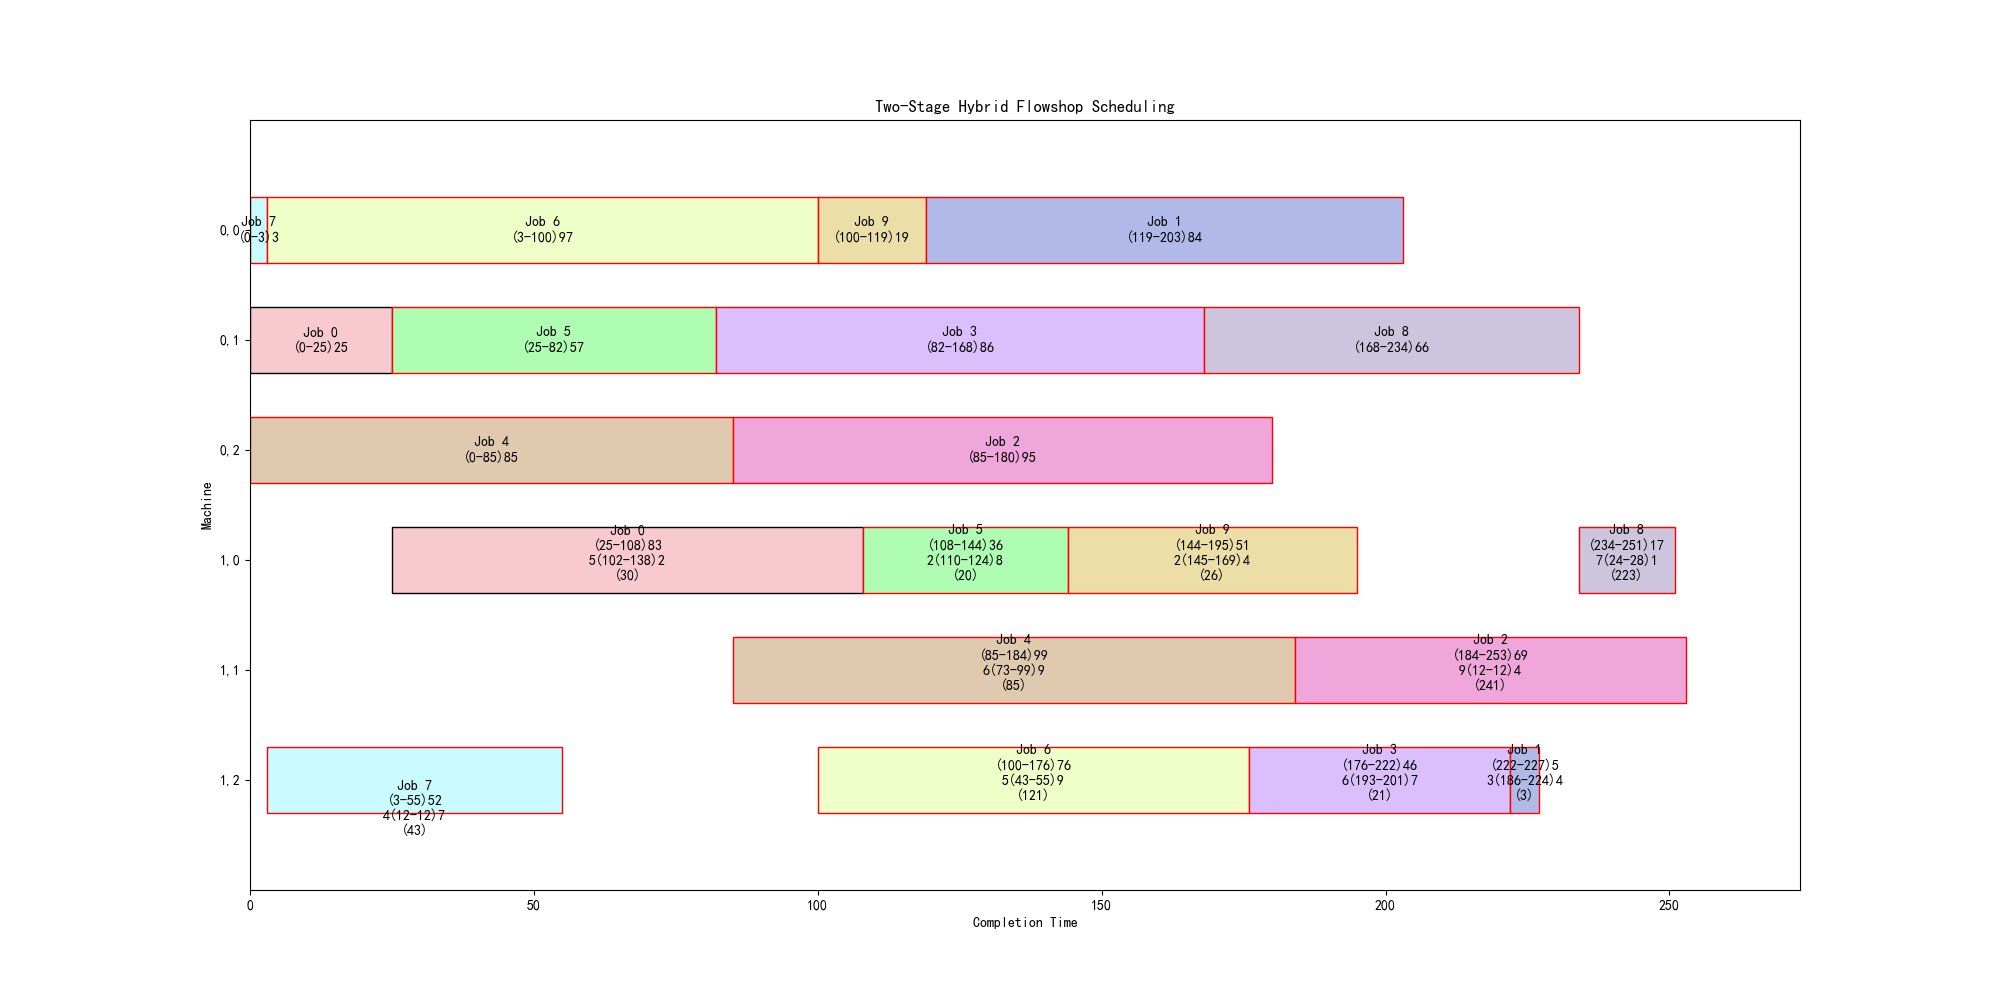 Two-Stage Hybrid Flowshop Scheduling
Machine
0,0
Job 7
(0-3)3
Job 6
(3-100)97
Job 9
(100-119)19
Job 1
(119-203)84
0,1
Job 0
(0-25)25
Job 5
(25-82)57
Job 3
(82-168)86
Job 8
(168-234)66
0,2
Job 4
(0-85)85
Job 2
(85-180)95
1,0
Job 0
(25-108)83
5(102-138)2
(30)
Job 5
(108-144)36
2(110-124)8
(20)
Job 9
(144-195)51
2(145-169)4
(26)
Job 8
(234-251)17
7(24-28)1
(223)
1,1
Job 4
(85-184)99
6(73-99)9
(85)
Job 2
(184-253)69
9(12-12)4
(241)
1,2
Job 7
(3-55)52
4(12-12)7
(43)
Job 6
(100-176)76
5(43-55)9
(121)
Job 3
(176-222)46
6(193-201)7
(21)
Job 1
(222-227)5
3(186-224)4
(3)
0
50
100
150
200
250
Completion Time